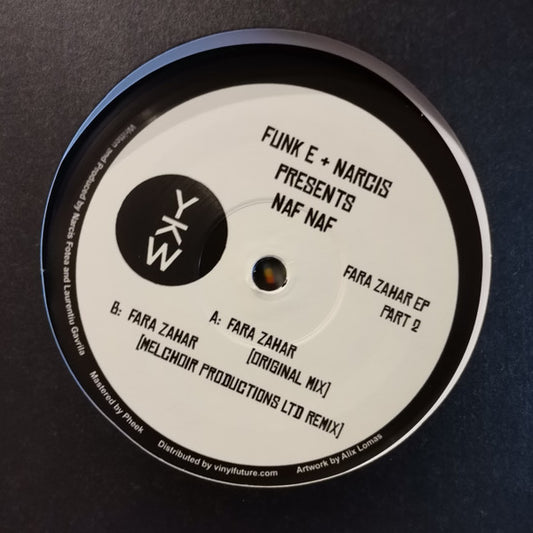 FUNK E + NARCIS
PRESENTS
NAF NAF
YKW
FARA ZAHAR EP
PART 2
A: FARA ZAHAR
[ORIGINAL MIX]
B: FARA ZAHAR
[MELCHOIR PRODUCTIONS LTD REMIX]
Written and Produced by Narcis Fotea and Laurentiu Gavrila
Mastered by Pheek
Distributed by vinylfuture.com
Artwork by Alix Lomas